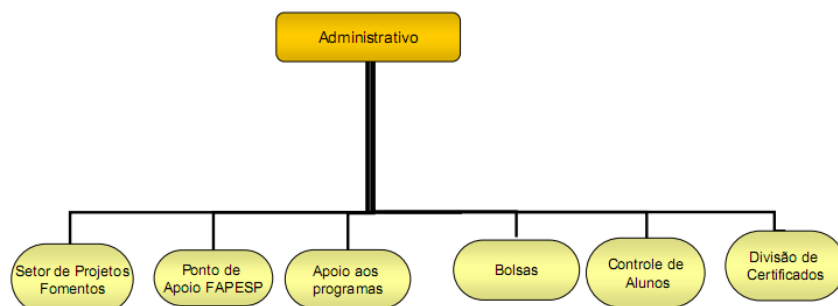 Administrativo
Setor de Projetos
Fomentos
Ponto de
Apoio FAPESP
Apoio aos
programas
Bolsas
Controle de
Alunos
Divisão de
Certificados